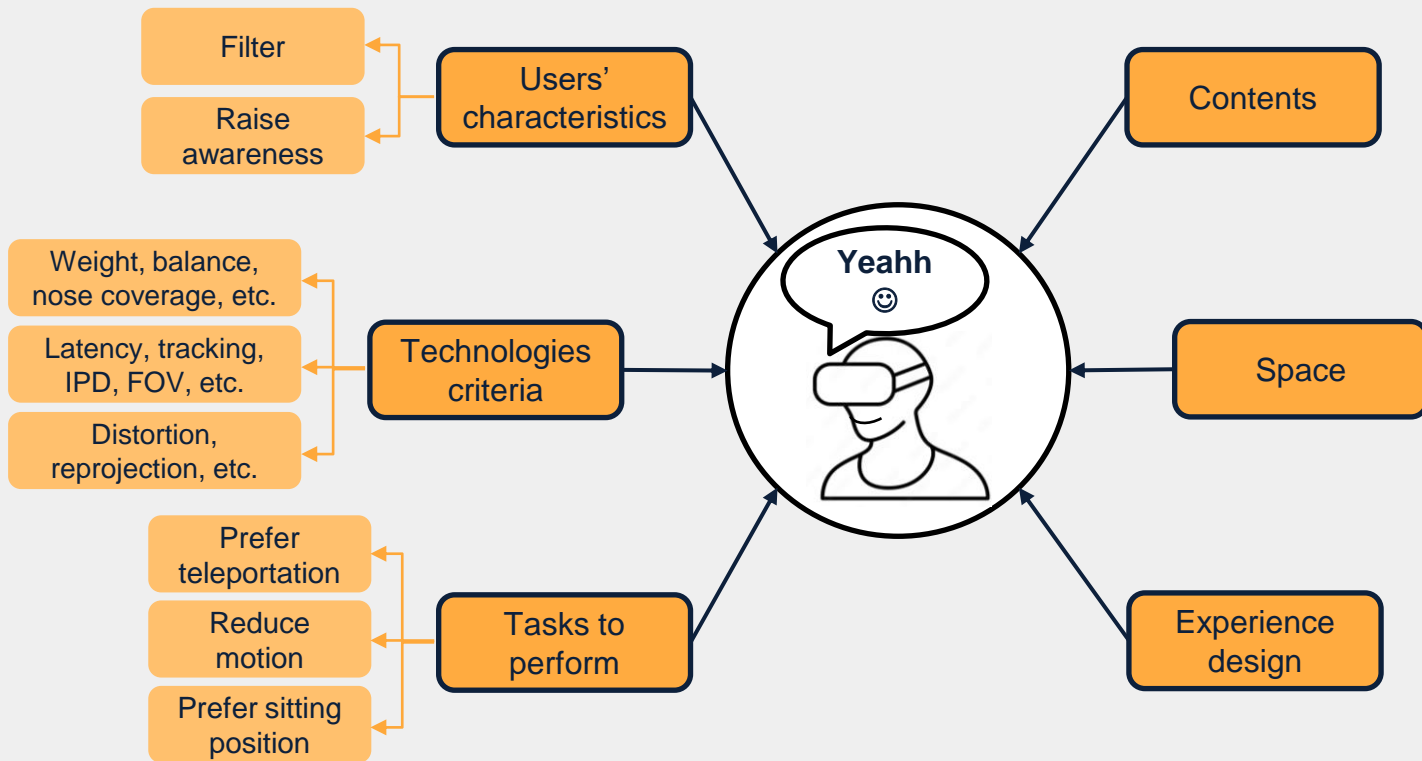 Filter
Raise
awareness
Users’
characteristics
Contents
Yeahh
☺
Weight, balance,
nose coverage, etc.
Latency, tracking,
IPD, FOV, etc.
Distortion,
reprojection, etc.
Technologies
criteria
Space
Prefer
teleportation
Reduce
motion
Prefer sitting
position
Tasks to
perform
Experience
design